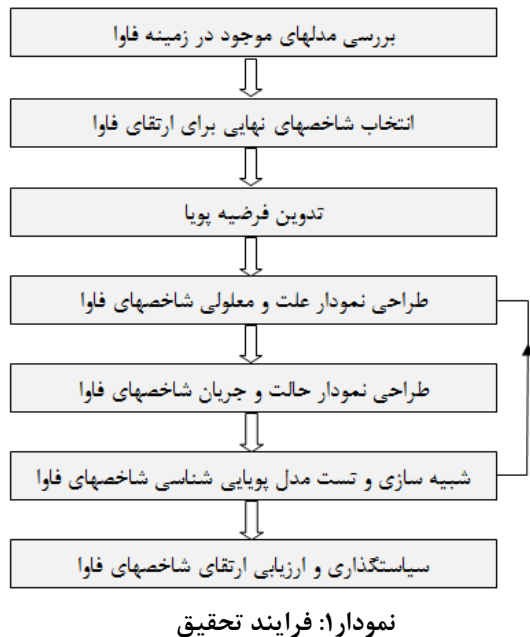 بررسی مدلهای موجود در زمینه فاوا
انتخاب شاخصهای نهایی برای ارتقای فاوا
تدوین فرضیه پویا
طراحی نمودار علت و معلولی شاخصهای فاوا
طراحی نمودار حالت و جریان شاخصهای فاوا
شبیه سازی و تست مدل پویایی شناسی شاخصهای فاوا
سیاستگذاری و ارزیابی ارتقای شاخصهای فاوا
نمودار۱: فرایند تحقیق